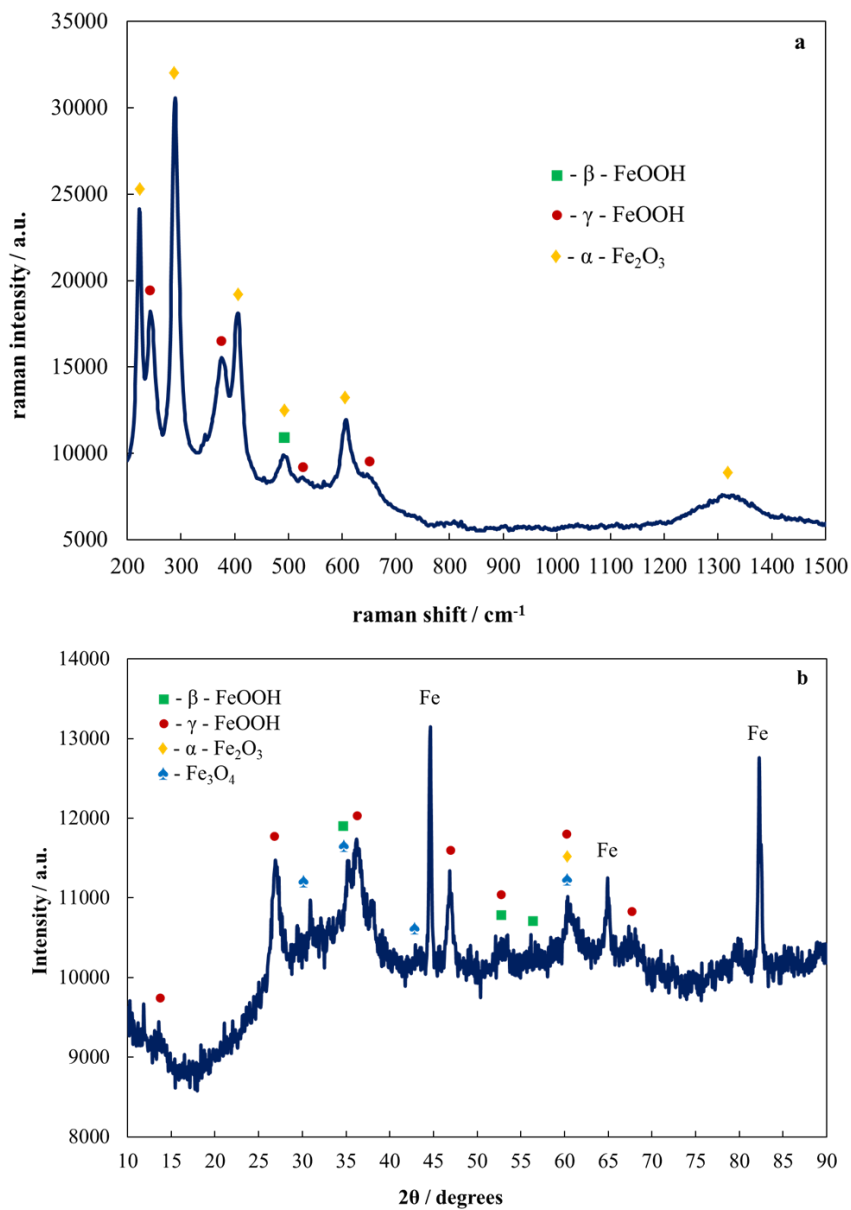 a
35000
30000
25000
20000
15000
10000
5000
raman intensity / a.u.
- β - FeOOH
- γ - FeOOH
- α - Fe₂O₃
200 300 400 500 600 700 800 900 1000 1100 1200 1300 1400 1500
raman shift / cm⁻¹
b
14000
13000
12000
11000
10000
9000
8000
Intensity / a.u.
- β - FeOOH
- γ - FeOOH
- α - Fe₂O₃
- Fe₃O₄
Fe
Fe
Fe
10 15 20 25 30 35 40 45 50 55 60 65 70 75 80 85 90
2θ / degrees